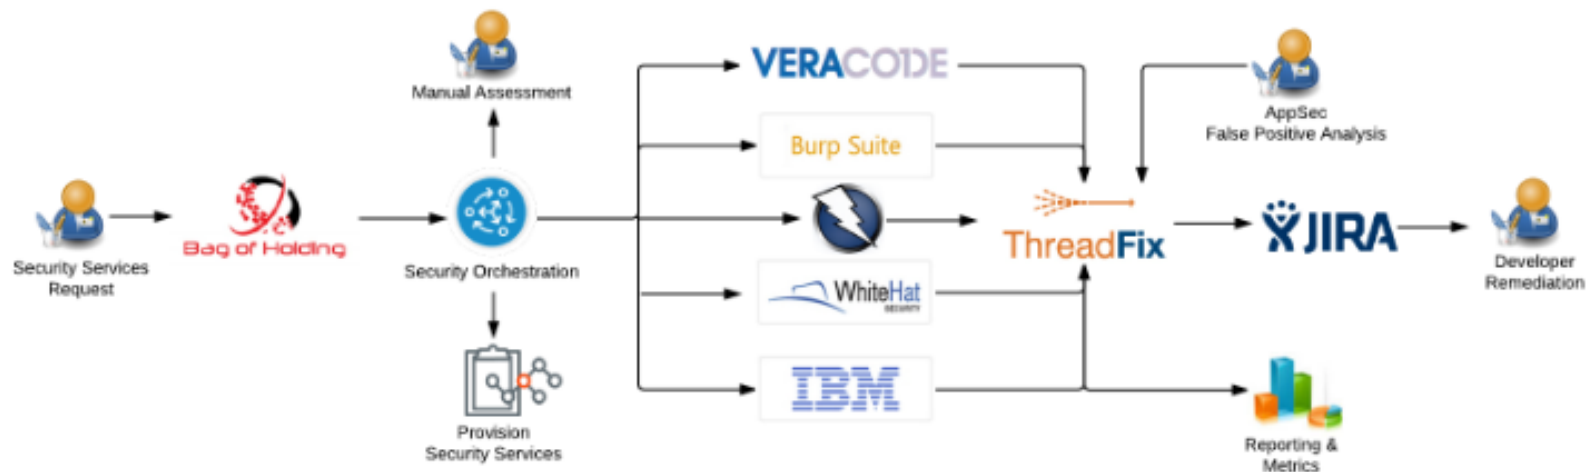 Manual Assessment
VERACODE
AppSec
False Positive Analysis
Burp Suite
Security Services
Request
Bag of Holding
Security Orchestration
ThreadFix
JIRA
Developer
Remediation
WhiteHat
SECURITY
IBM
Provision
Security Services
Reporting &
Metrics